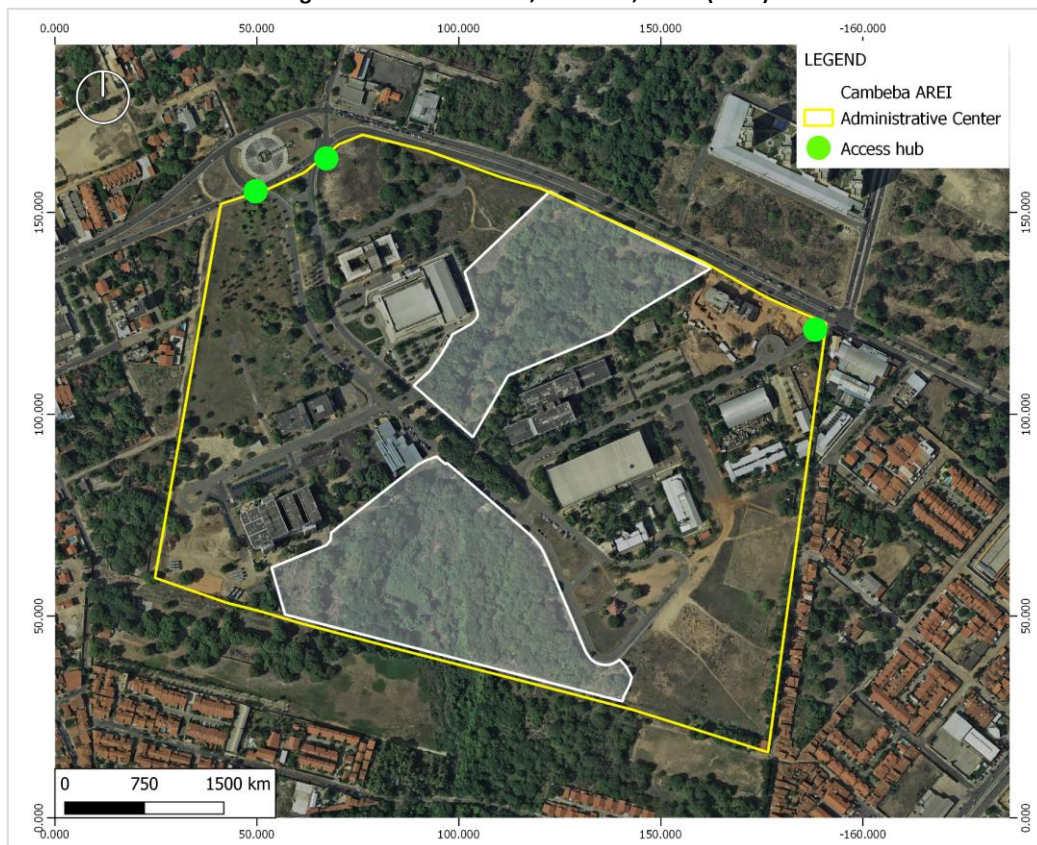 0.000 50.000 100.000 150.000 -160.000
LEGEND
Cambeba AREI
Administrative Center
Access hub
150.000 150.000
100.000 100.000
50.000 50.000
0 750 1500 km
0.000 0.000
0.000 50.000 100.000 150.000 -160.000